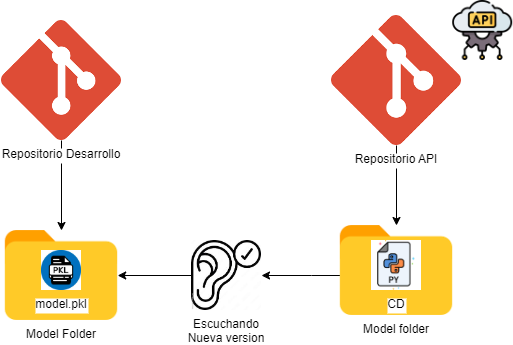 API
Repositorio Desarrollo
Repositorio API
PKL
model.pkl
Model Folder
Escuchando
Nueva version
PY
CD
Model folder